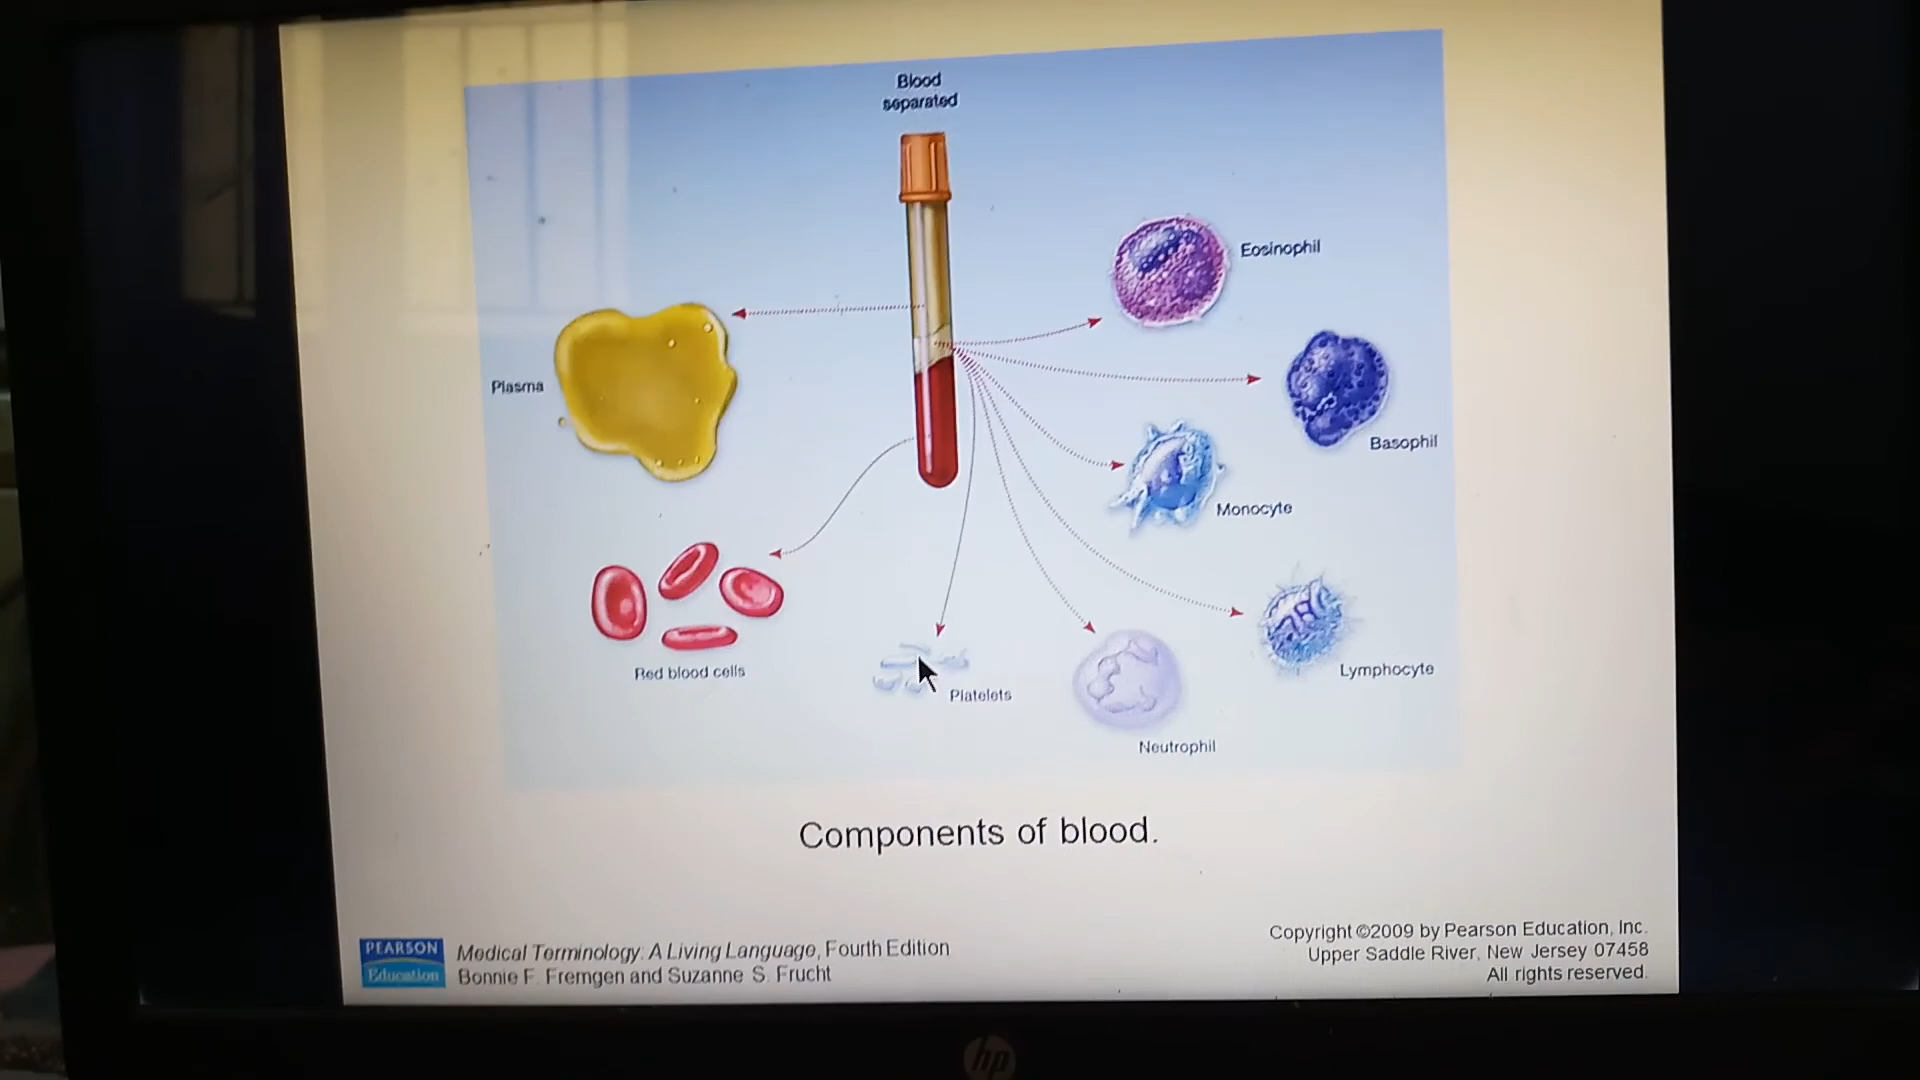 Blood
separated
Eosinophil
Plasma
Basophil
Monocyte
Red blood cells
Platelets
Lymphocyte
Neutrophil
Components of blood.
PEARSON
Education
Medical Terminology: A Living Language, Fourth Edition
Bonnie F. Fremgen and Suzanne S. Frucht
Copyright ©2009 by Pearson Education, Inc.
Upper Saddle River, New Jersey 07458
All rights reserved.
hp